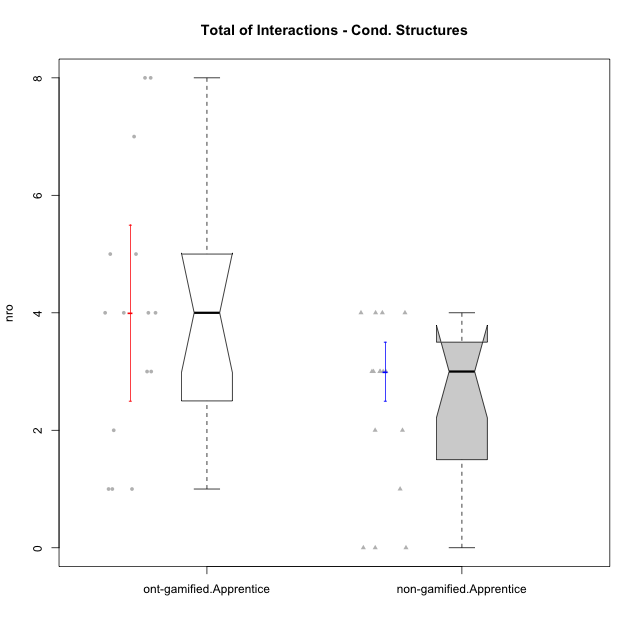 Total of Interactions - Cond. Structures
nro
8
6
4
2
0
ont-gamified.Apprentice
non-gamified.Apprentice